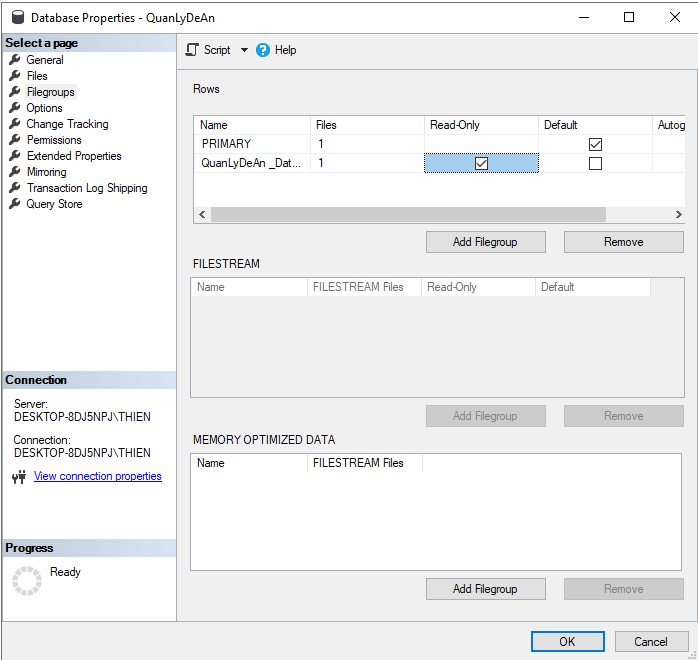 Database Properties - QuanLyDeAn
Select a page
General
Files
Filegroups
Options
Change Tracking
Permissions
Extended Properties
Mirroring
Transaction Log Shipping
Query Store
Connection
Server:
DESKTOP-8DJ5NPJ\THIEN
Connection:
DESKTOP-8DJ5NPJ\THIEN
View connection properties
Progress
Ready
Script Help
Rows
Name Files Read-Only Default Autog
PRIMARY 1
QuanLyDeAn _Dat... 1
Add Filegroup Remove
FILESTREAM
Name FILESTREAM Files Read-Only Default
Add Filegroup Remove
MEMORY OPTIMIZED DATA
Name FILESTREAM Files
Add Filegroup Remove
OK Cancel